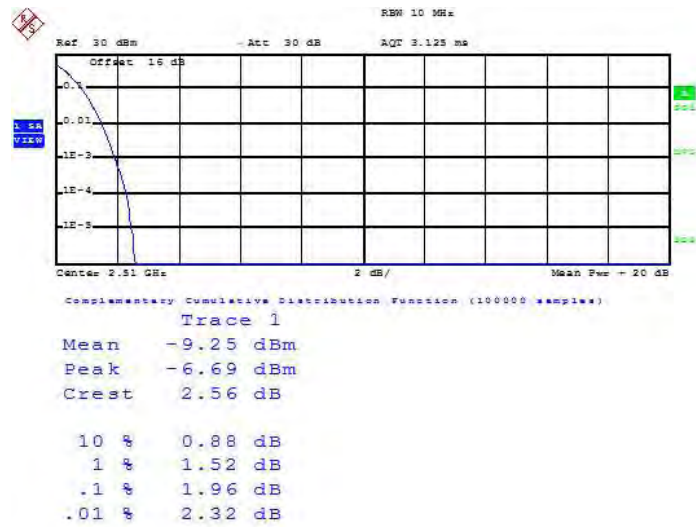 RBW 10 MHz
Ref 30 dBm Att 30 dB AQT 3.125 ms
Offset 16 dB
0.1
0.01
1 SA
VIEW
1E-3
1E-4
1E-5
Center 2.51 GHz 2 dB/ Mean Pwr + 20 dB
Complementary Cumulative Distribution Function (100000 samples)
Trace 1
Mean -9.25 dBm
Peak -6.69 dBm
Crest 2.56 dB
10 % 0.88 dB
1 % 1.52 dB
.1 % 1.96 dB
.01 % 2.32 dB